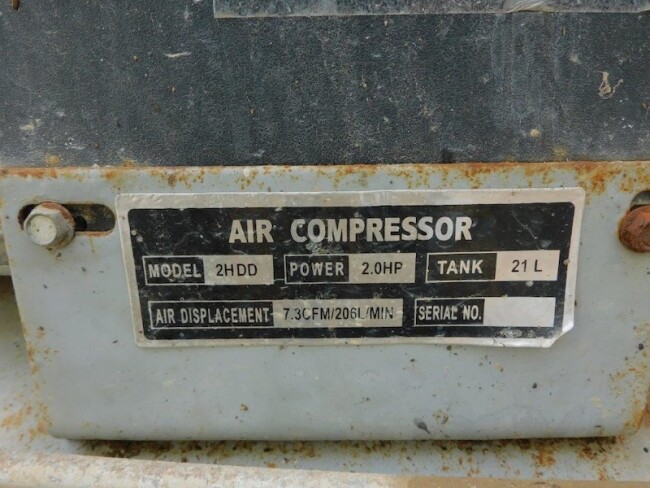 AIR COMPRESSOR
MODEL 2HDD POWER 2.0HP TANK 21 L
AIR DISPLACEMENT 7.3CFM/206L/MIN SERIAL NO.